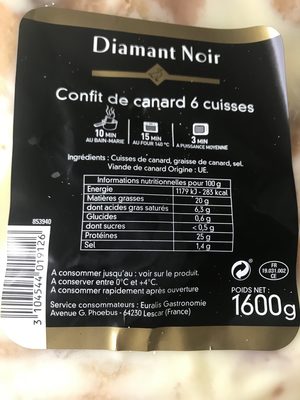 Diamant Noir
Confit de canard 6 cuisses
10 MIN
AU BAIN-MARIE
15 MIN
AU FOUR 140 °C
3 MIN
A PUISSANCE MOYENNE
Ingrédients : Cuisses de canard, graisse de canard, sel.
Viande de canard Origine : UE.
Informations nutritionnelles pour 100 g
Energie 1179 kJ - 283 kcal
Matières grasses 20 g
dont acides gras saturés 6,3 g
Glucides 0,6 g
dont sucres < 0,5 g
Protéines 25 g
Sel 1,4 g
853940
3 104544 019126
A consommer jusqu'au : voir sur le produit.
A conserver entre 0°C et +4°C.
A consommer rapidement après ouverture
Service consommateurs : Euralis Gastronomie
Avenue G. Phoebus - 64230 Lescar (France)
FR
19.031.002
CE
POIDS NET :
1600g